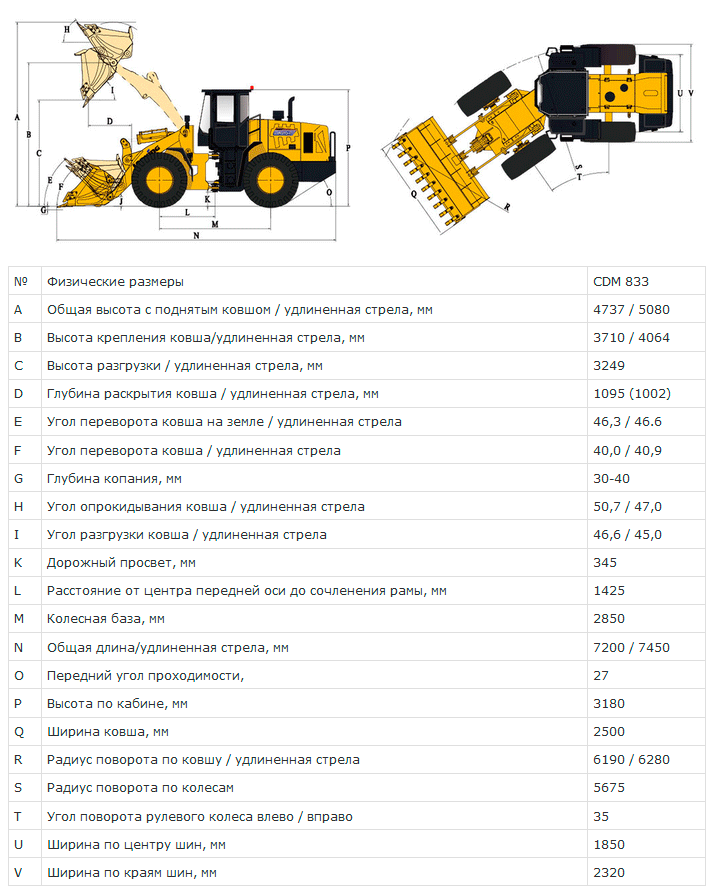 H
A
B
C
I
D
E
F
G
J
K
L
M
N
O
P
Q
R
S
T
U
V
№ Физические размеры CDM 833
A Общая высота с поднятым ковшом / удлиненная стрела, мм 4737 / 5080
B Высота крепления ковша/удлиненная стрела, мм 3710 / 4064
C Высота разгрузки / удлиненная стрела, мм 3249
D Глубина раскрытия ковша / удлиненная стрела, мм 1095 (1002)
E Угол переворота ковша на земле / удлиненная стрела 46,3 / 46.6
F Угол переворота ковша / удлиненная стрела 40,0 / 40,9
G Глубина копания, мм 30-40
H Угол опрокидывания ковша / удлиненная стрела 50,7 / 47,0
I Угол разгрузки ковша / удлиненная стрела 46,6 / 45,0
K Дорожный просвет, мм 345
L Расстояние от центра передней оси до сочленения рамы, мм 1425
M Колесная база, мм 2850
N Общая длина/удлиненная стрела, мм 7200 / 7450
O Передний угол проходимости, 27
P Высота по кабине, мм 3180
Q Ширина ковша, мм 2500
R Радиус поворота по ковшу / удлиненная стрела 6190 / 6280
S Радиус поворота по колесам 5675
T Угол поворота рулевого колеса влево / вправо 35
U Ширина по центру шин, мм 1850
V Ширина по краям шин, мм 2320